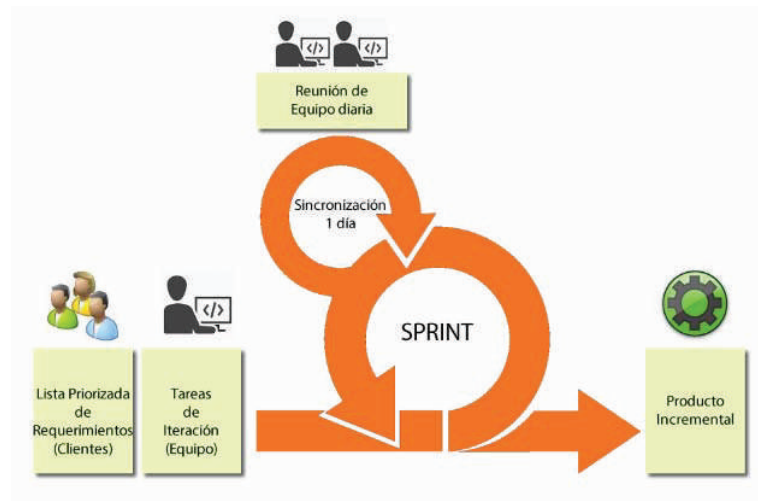 </>
</>
Reunión de
Equipo diaria
Sincronización
1 día
SPRINT
</>
Lista Priorizada
de
Requerimientos
(Clientes)
Tareas
de
Iteración
(Equipo)
Producto
Incremental